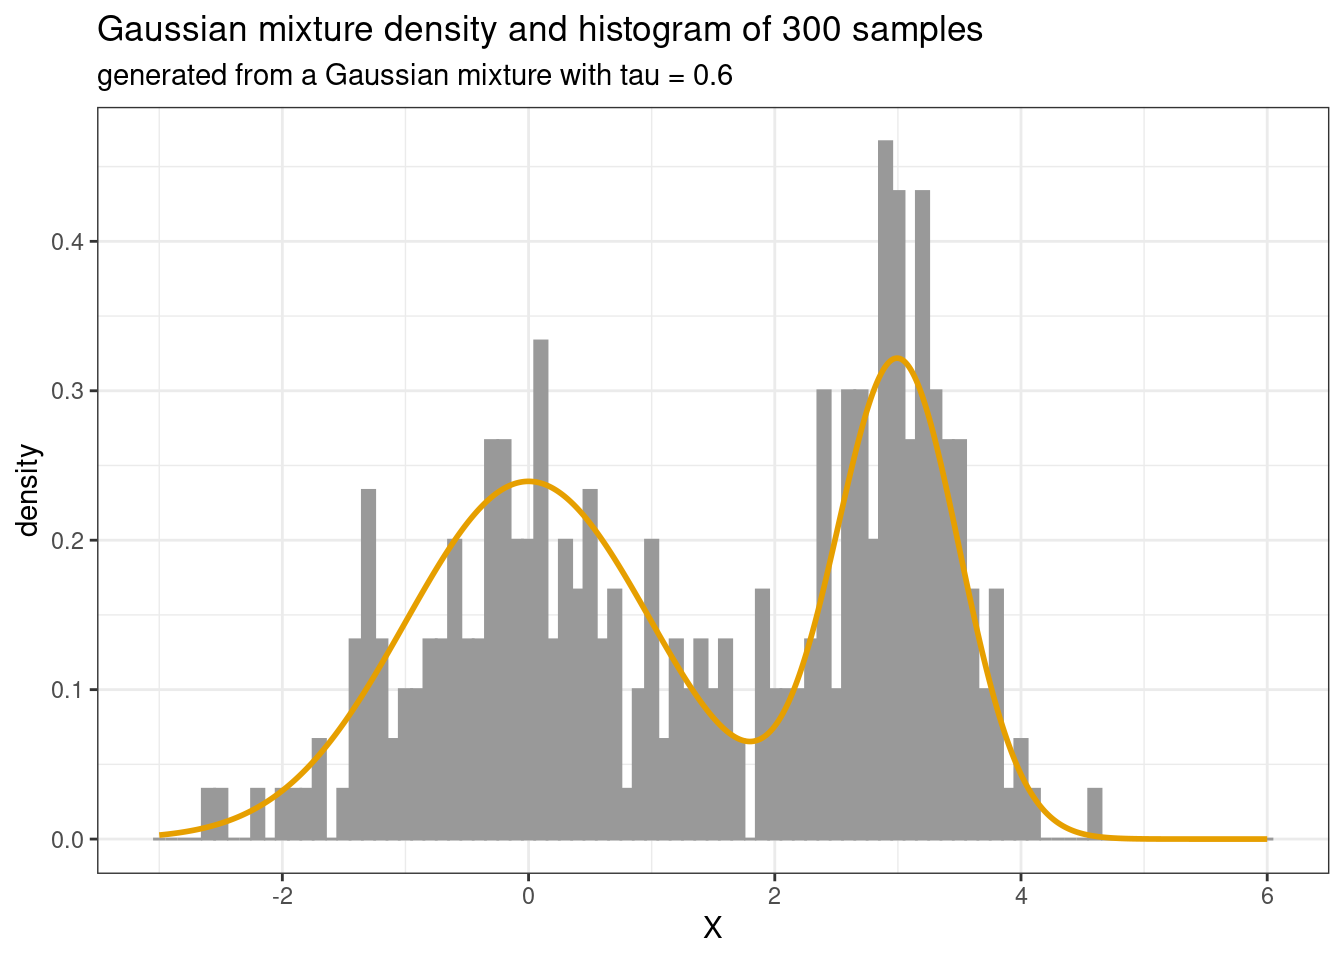 Gaussian mixture density and histogram of 300 samples
generated from a Gaussian mixture with tau = 0.6
density
0.4
0.3
0.2
0.1
0.0
-2 0 2 4 6
X